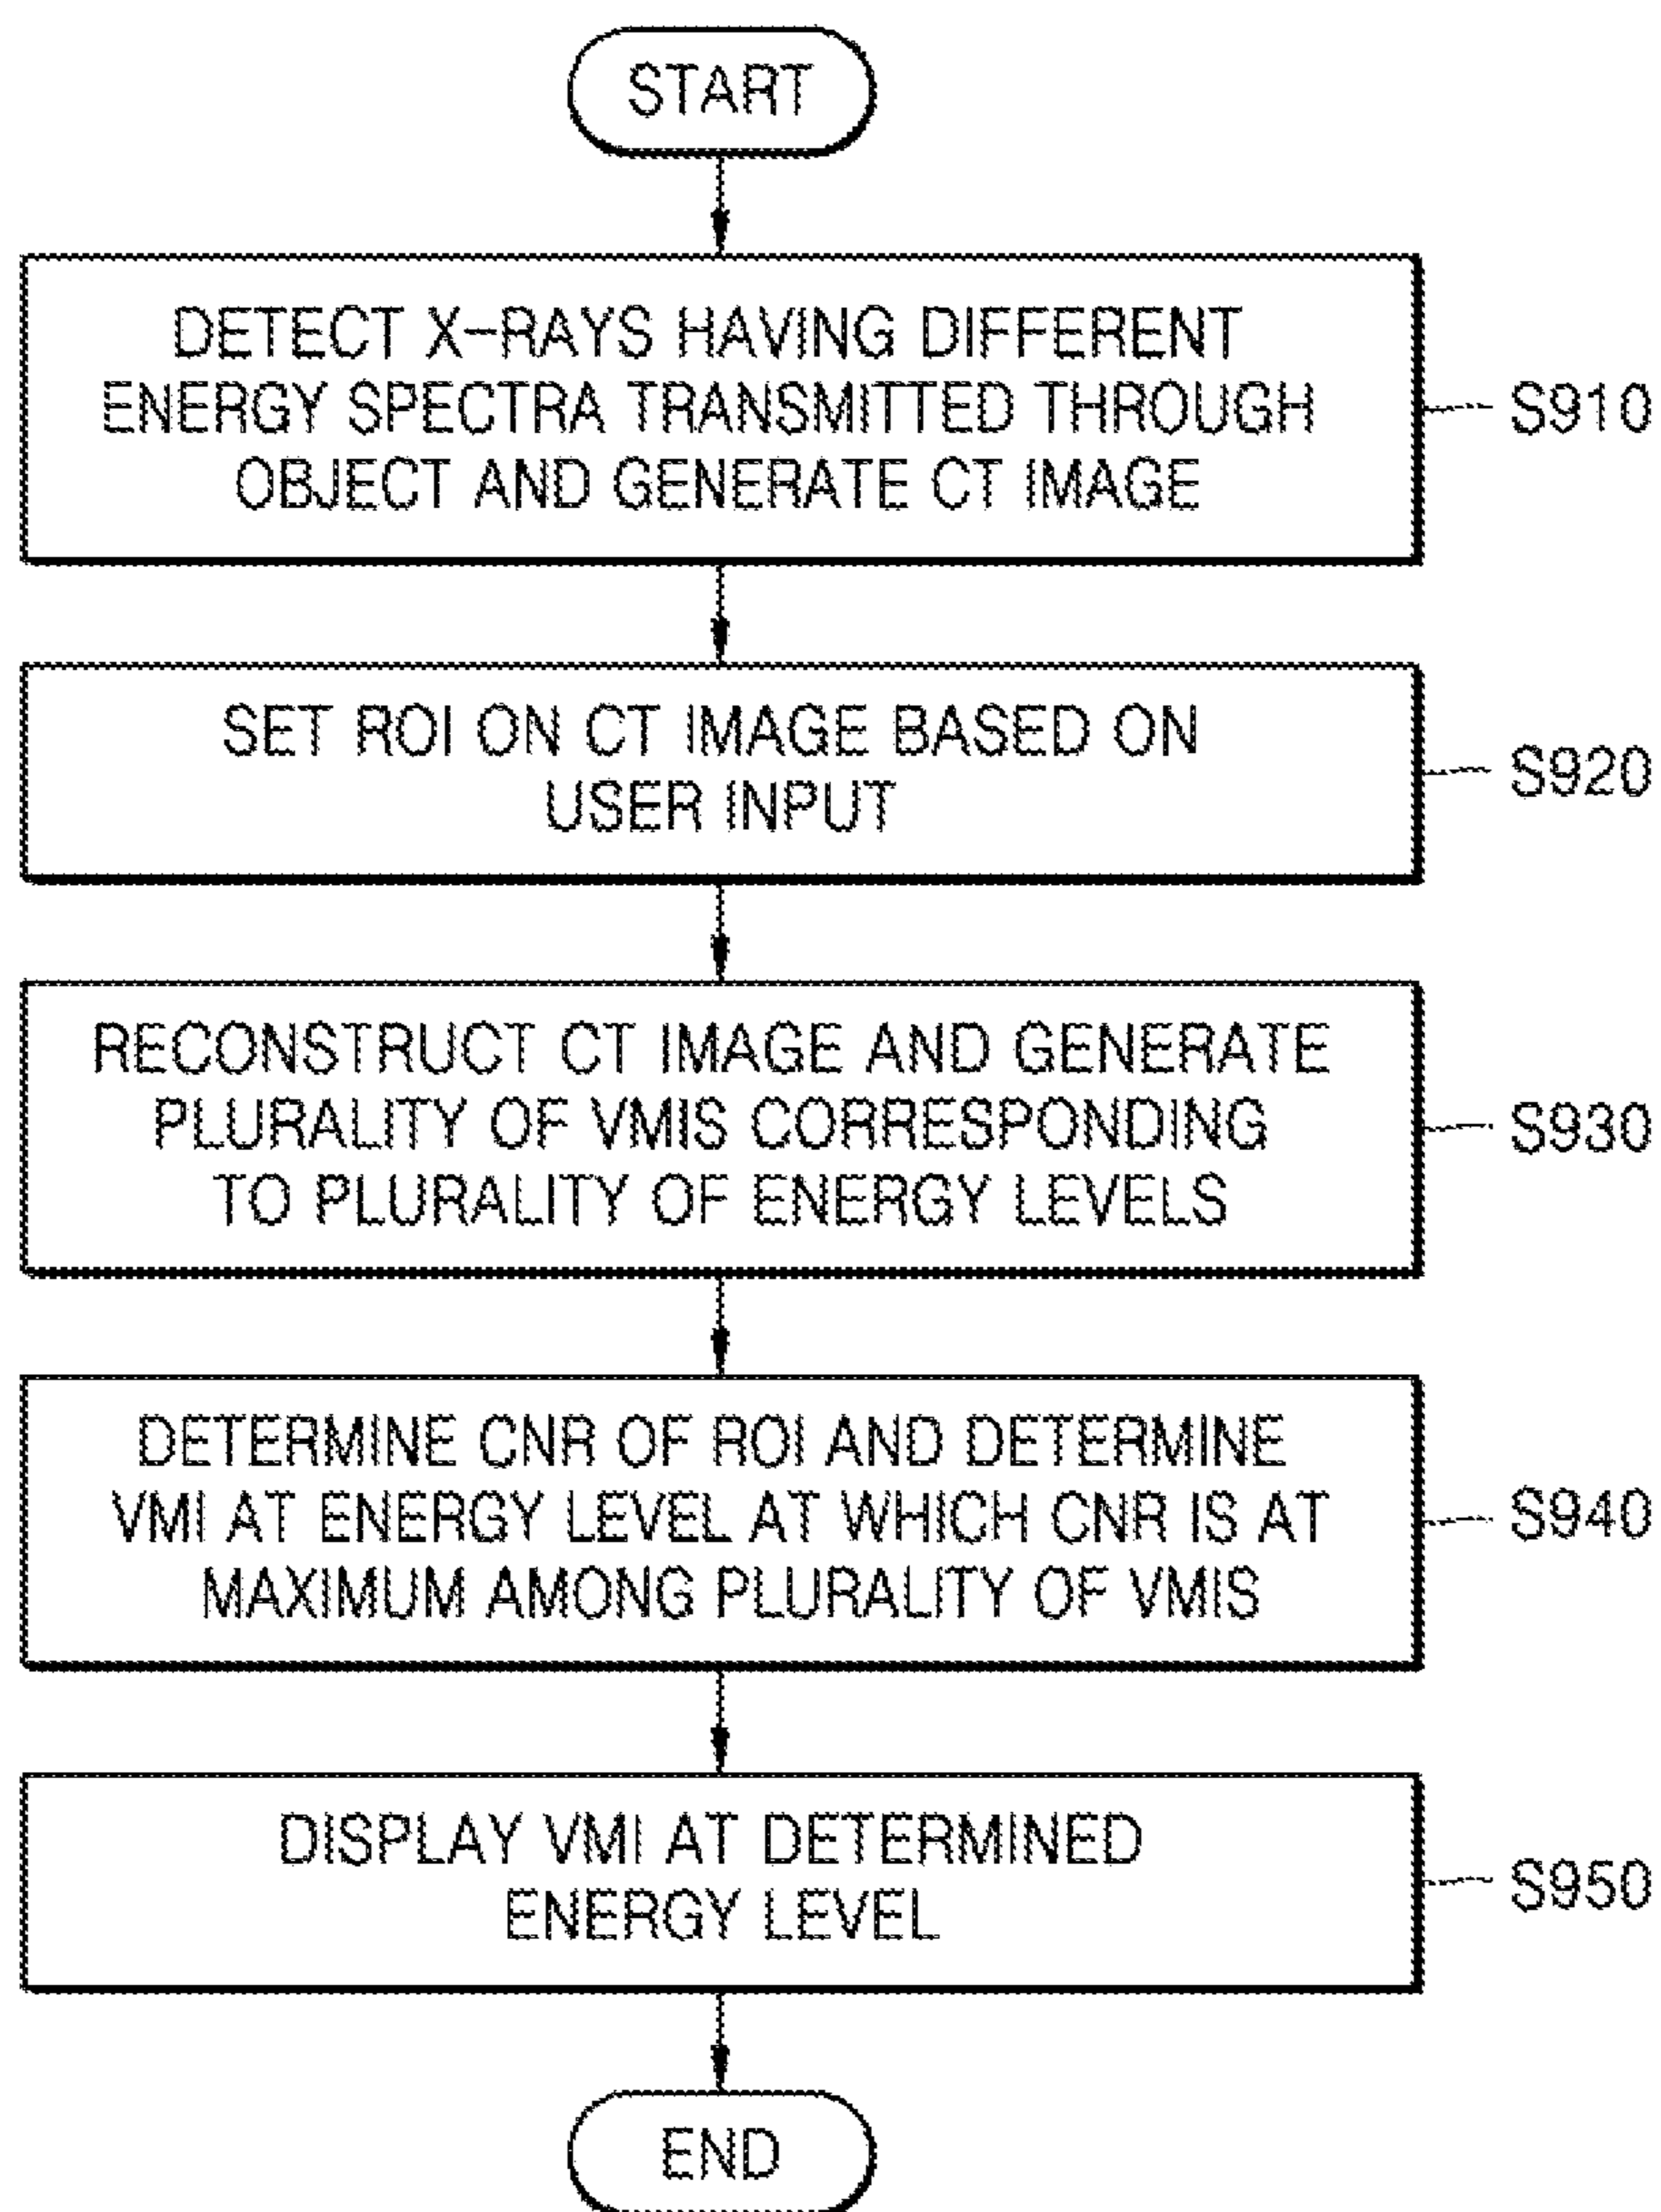 START
DETECT X-RAYS HAVING DIFFERENT
ENERGY SPECTRA TRANSMITTED THROUGH
OBJECT AND GENERATE CT IMAGE
S910
SET ROI ON CT IMAGE BASED ON
USER INPUT
S920
RECONSTRUCT CT IMAGE AND GENERATE
PLURALITY OF VMIS CORRESPONDING
TO PLURALITY OF ENERGY LEVELS
S930
DETERMINE CNR OF ROI AND DETERMINE
VMI AT ENERGY LEVEL AT WHICH CNR IS AT
MAXIMUM AMONG PLURALITY OF VMIS
S940
DISPLAY VMI AT DETERMINED
ENERGY LEVEL
S950
END